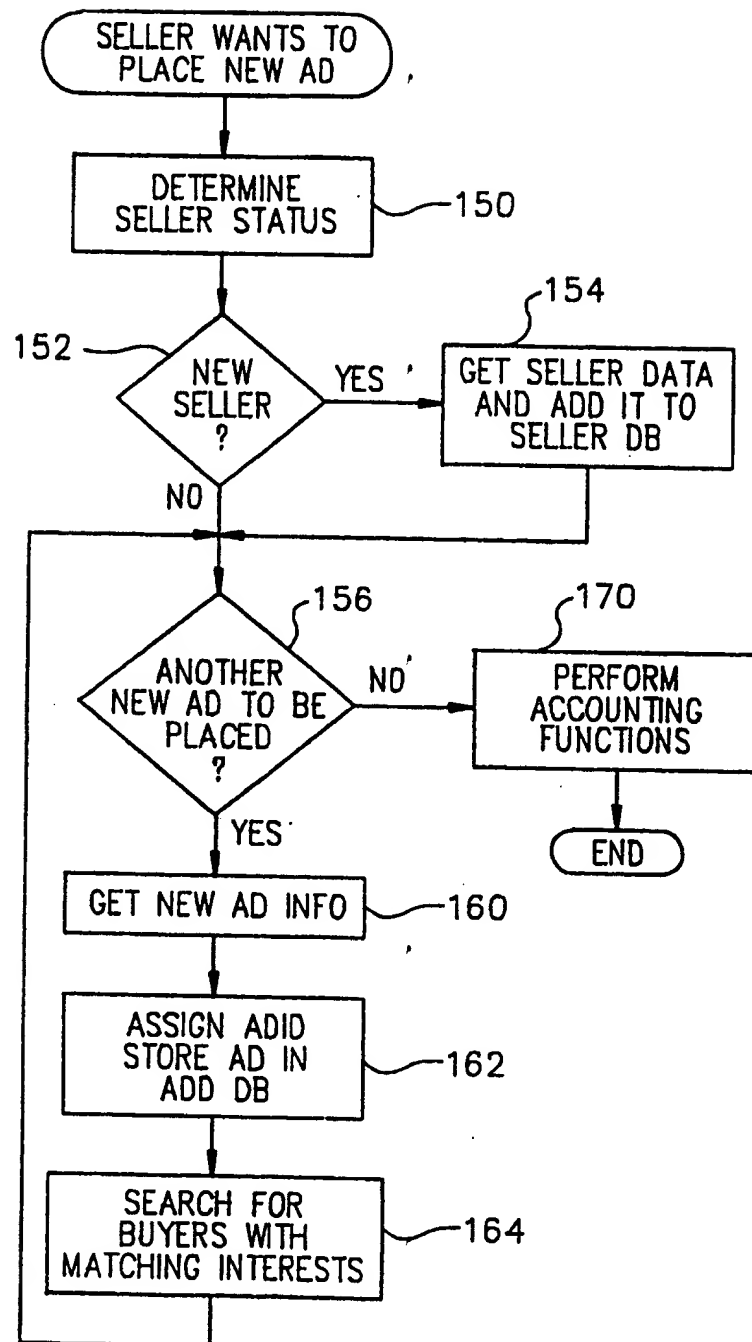 SELLER WANTS TO
PLACE NEW AD
DETERMINE
SELLER STATUS
150
152
NEW
SELLER
?
YES
NO
154
GET SELLER DATA
AND ADD IT TO
SELLER DB
156
ANOTHER
NEW AD TO BE
PLACED
?
NO
YES
170
PERFORM
ACCOUNTING
FUNCTIONS
END
GET NEW AD INFO
160
ASSIGN ADID
STORE AD IN
ADD DB
162
SEARCH FOR
BUYERS WITH
MATCHING INTERESTS
164